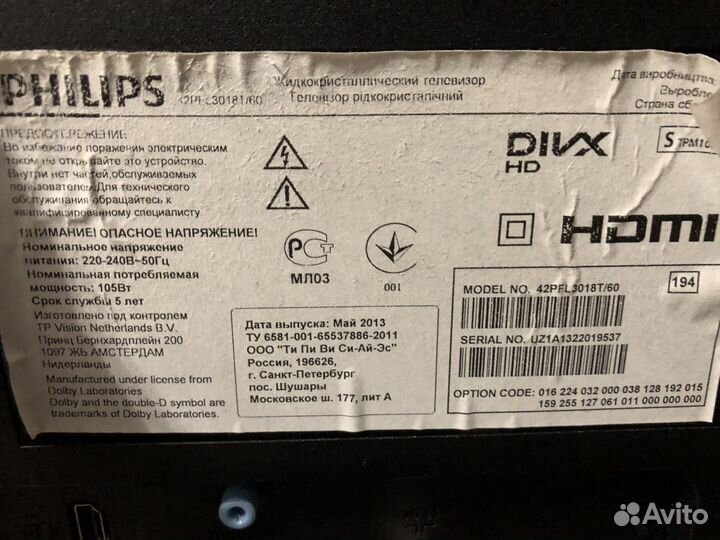 PHILIPS
42PFL3018T/60
Жидкокристаллический телевизор
Телевізор рідкокристалічний
Дата виробництва
Страна сб
ПРЕДОСТЕРЕЖЕНИЕ:
Во избежание поражения электрическим
током не открывайте это устройство.
Внутри нет частей, обслуживаемых
пользователем. Для технического
обслуживания обращайтесь к
квалифицированному специалисту
ВНИМАНИЕ! ОПАСНОЕ НАПРЯЖЕНИЕ!
Номинальное напряжение
питания: 220-240В~50Гц
Номинальная потребляемая
мощность: 105Вт
Срок службы 5 лет
Изготовлено под контролем
TP Vision Netherlands B.V.
Принц Бернхардплейн 200
1097 ЖБ АМСТЕРДАМ
Нидерланды
Manufactured under license from
Dolby Laboratories.
Dolby and the double-D symbol are
trademarks of Dolby Laboratories.
РСТ
МЛ03
001
Дата выпуска: Май 2013
ТУ 6581-001-65537886-2011
ООО "Ти Пи Ви Си-Ай-Эс"
Россия, 196626,
г. Санкт-Петербург
пос. Шушары
Московское ш. 177, лит А
DIVX
HD
S
HDMI
194
MODEL NO. 42PFL3018T/60
SERIAL NO. UZ1A1322019537
OPTION CODE: 016 224 032 000 038 128 192 015
159 255 127 061 011 000 000 000
Avito